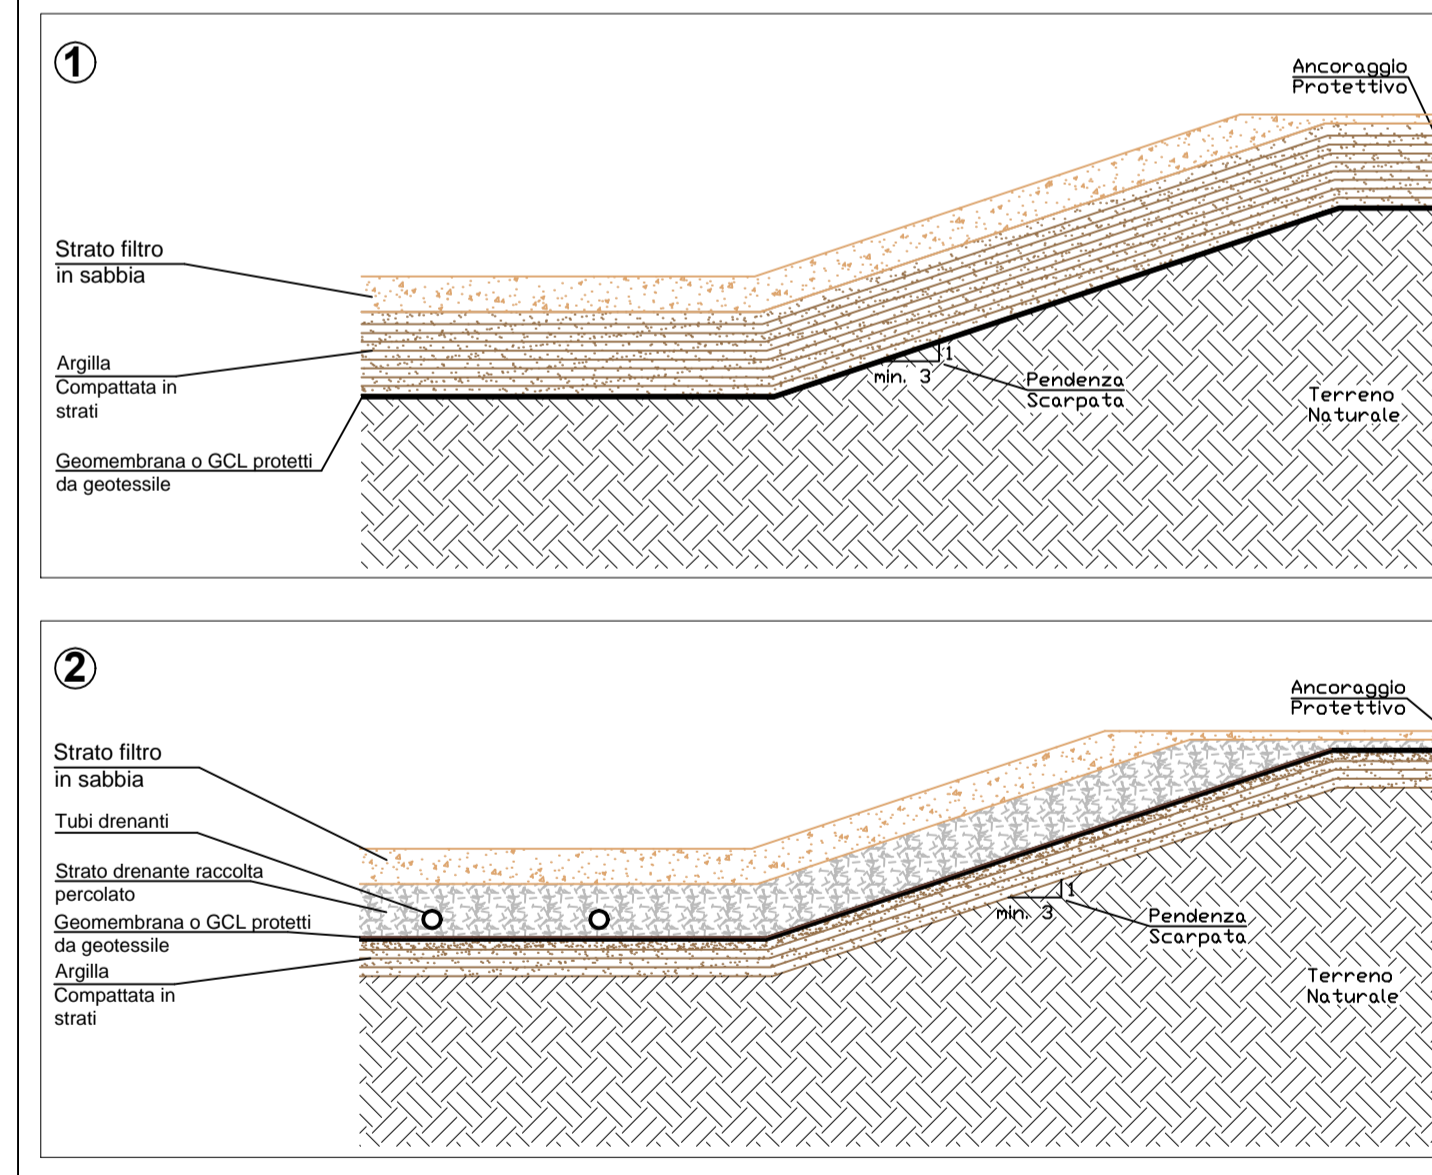 1
Ancoraggio
Protettivo
Strato filtro
in sabbia
Argilla
Compattata in
strati
Geomembrana o GCL protetti
da geotessile
1
min. 3
Pendenza
Scarpata
Terreno
Naturale
2
Ancoraggio
Protettivo
Strato filtro
in sabbia
Tubi drenanti
Strato drenante raccolta
percolato
Geomembrana o GCL protetti
da geotessile
Argilla
Compattata in
strati
1
min. 3
Pendenza
Scarpata
Terreno
Naturale